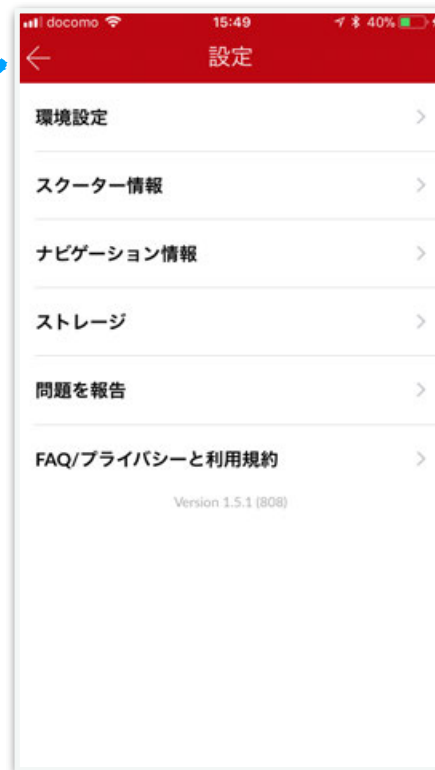 docomo 15:49 40%
設定
環境設定
スクーター情報
ナビゲーション情報
ストレージ
問題を報告
FAQ/プライバシーと利用規約
Version 1.5.1 (808)